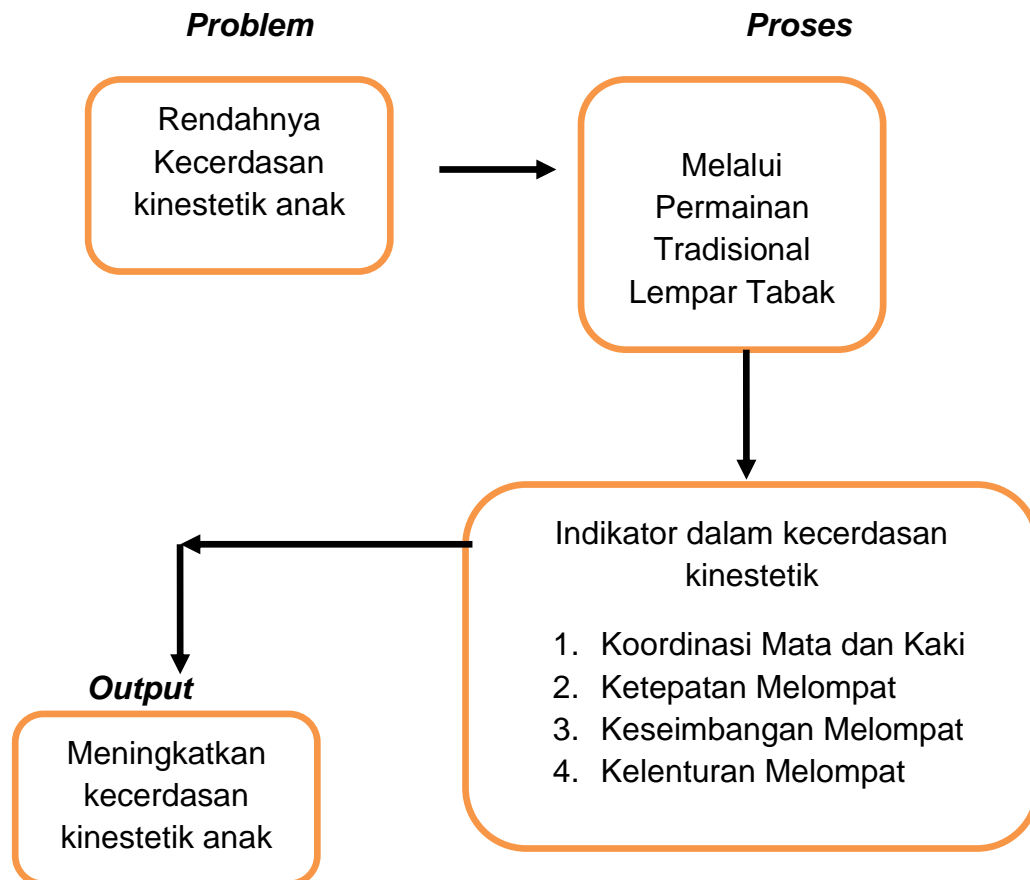 Problem
Proses
Rendahnya
Kecerdasan
kinestetik anak
Melalui
Permainan
Tradisional
Lempar Tabak
Indikator dalam kecerdasan
kinestetik
1. Koordinasi Mata dan Kaki
2. Ketepatan Melompat
3. Keseimbangan Melompat
4. Kelenturan Melompat
Output
Meningkatkan
kecerdasan
kinestetik anak